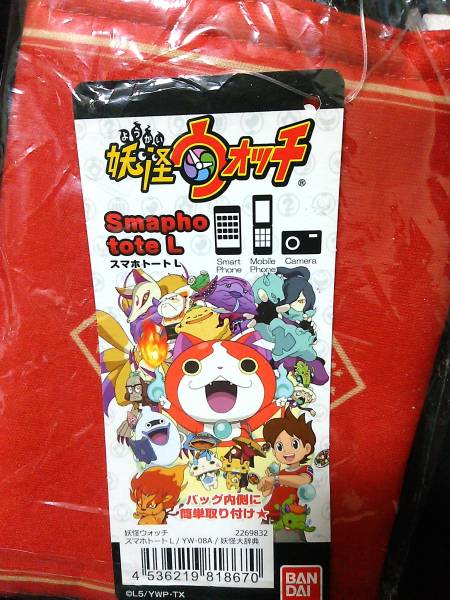 ようかい
妖怪ウォッチ®
Smapho
tote L
スマホトート L
Smart Phone
Mobile Phone
Camera
バッグ内側に
簡単取り付け★
妖怪ウォッチ 2269832
スマホトート L / YW-08A / 妖怪大辞典
4 536219 818670
©L5/YWP・TX
BAN
DAI